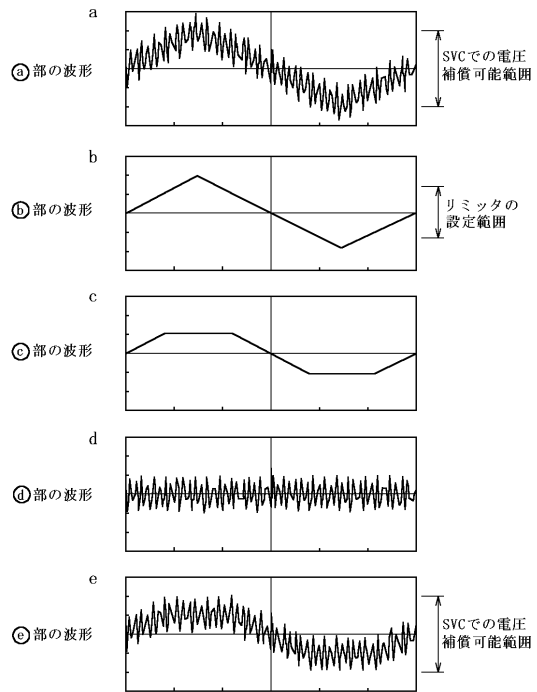 a
ⓐ部の波形
SVCでの電圧
補償可能範囲
b
ⓑ部の波形
リミッタの
設定範囲
c
ⓒ部の波形
d
ⓓ部の波形
e
ⓔ部の波形
SVCでの電圧
補償可能範囲